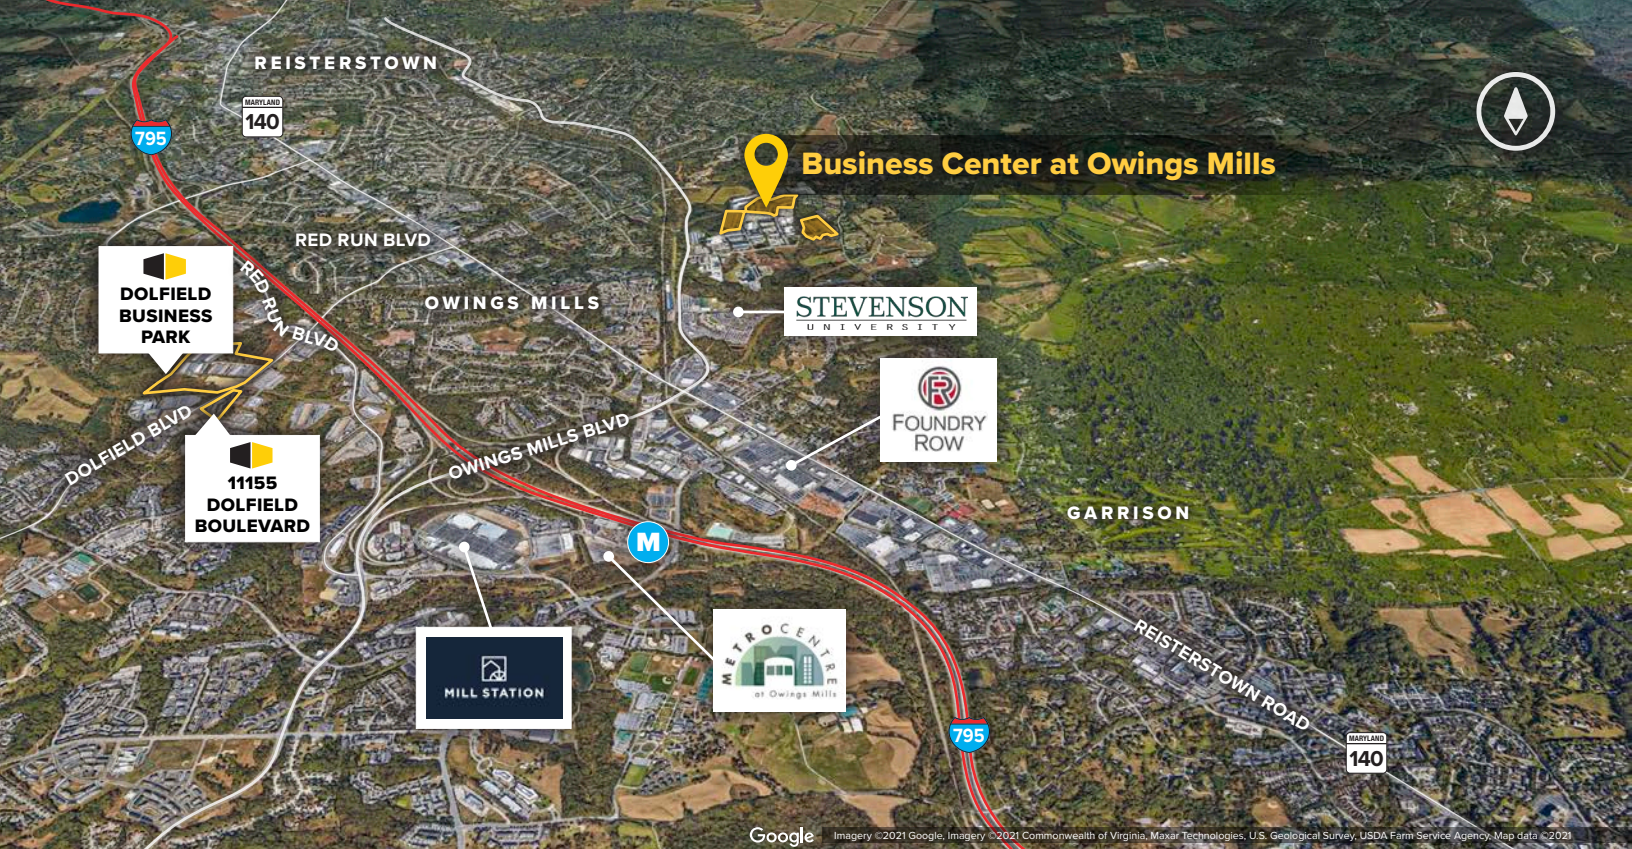 REISTERSTOWN
MARYLAND
140
795
Business Center at Owings Mills
RED RUN BLVD
RED RUN BLVD
DOLFIELD
BUSINESS
PARK
OWINGS MILLS
STEVENSON
UNIVERSITY
FR
FOUNDRY
ROW
DOLFIELD BLVD
OWINGS MILLS BLVD
11155
DOLFIELD
BOULEVARD
GARRISON
M
METROCENTRE
at Owings Mills
MILL STATION
REISTERSTOWN ROAD
795
MARYLAND
140
Google
Imagery ©2021 Google, Imagery ©2021 Commonwealth of Virginia, Maxar Technologies, U.S. Geological Survey, USDA Farm Service Agency, Map data ©2021